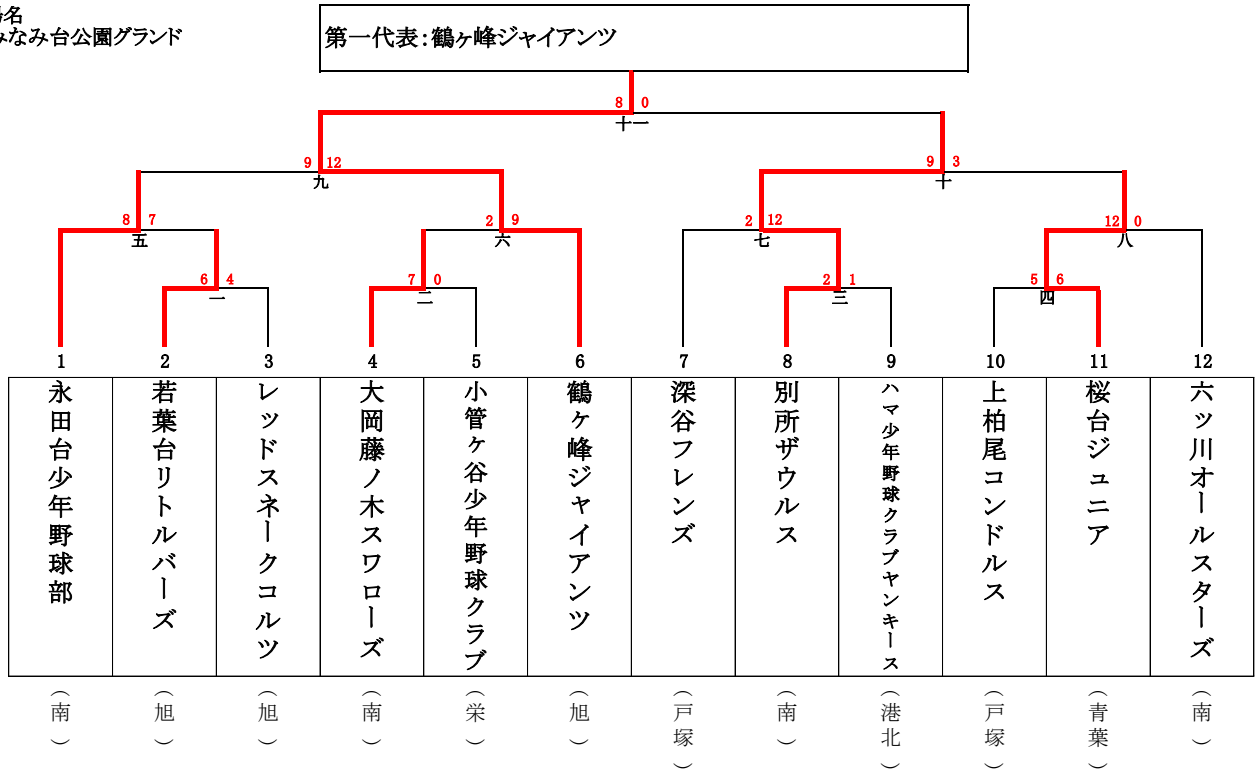 場名
みなみ台公園グランド
第一代表:鶴ヶ峰ジャイアンツ
8 0
十一
9 12
九
9 3
十
8 7
五
2 9
六
2 12
七
12 0
八
6 4
一
7 0
二
2 1
三
5 6
四
1 2 3 4 5 6 7 8 9 10 11 12
永田台少年野球部
若葉台リトルバーズ
レッドスネークコルツ
大岡藤ノ木スワローズ
小管ケ谷少年野球クラブ
鶴ケ峰ジャイアンツ
深谷フレンズ
別所ザウルス
ハマ少年野球クラブヤンキース
上柏尾コンドルス
桜台ジュニア
六ッ川オールスターズ
(南)
(旭)
(旭)
(南)
(栄)
(旭)
(戸塚)
(南)
(港北)
(戸塚)
(青葉)
(南)